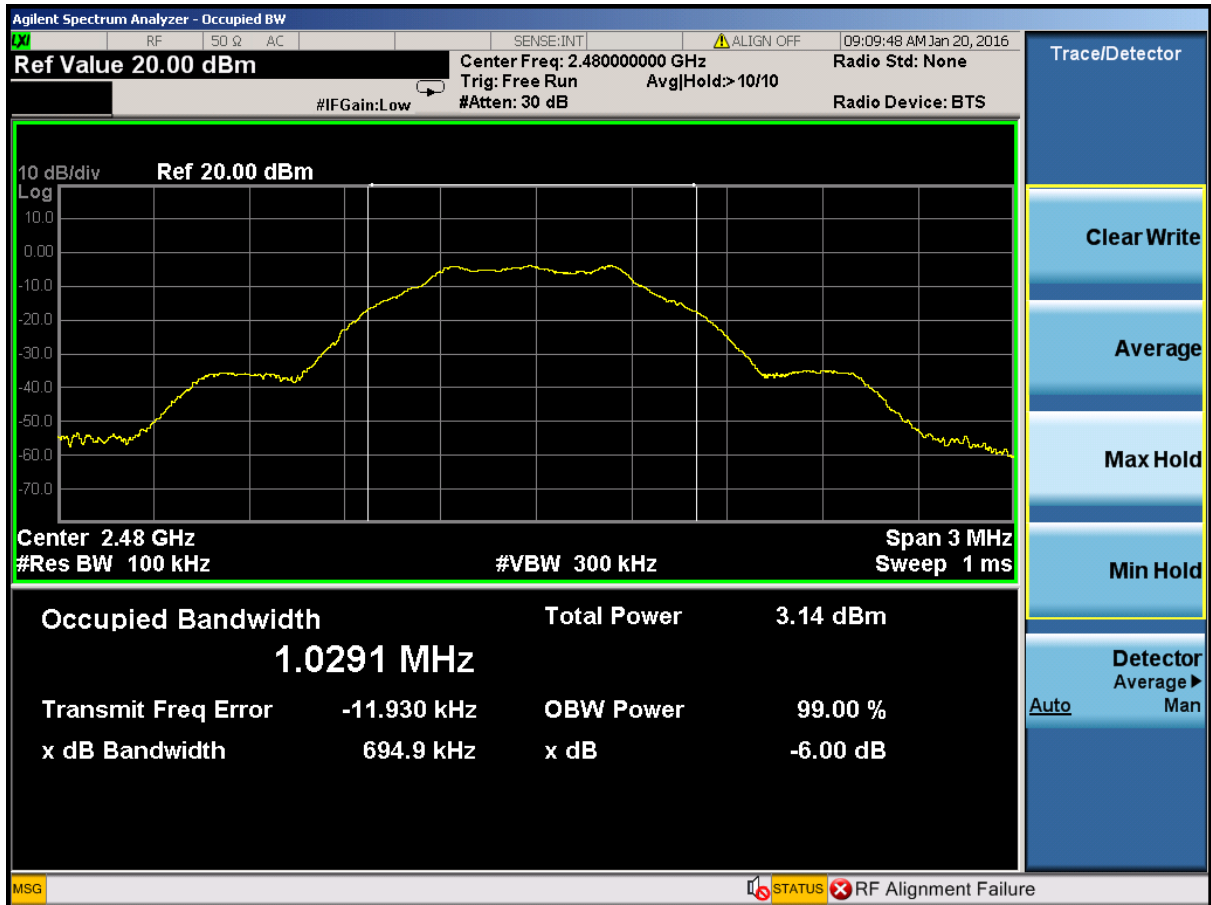 Agilent Spectrum Analyzer - Occupied BW
LXI RF 50 Ω AC SENSE:INT ALIGN OFF 09:09:48 AM Jan 20, 2016
Ref Value 20.00 dBm
Center Freq: 2.480000000 GHz
Radio Std: None
Trig: Free Run Avg|Hold:>10/10
#IFGain:Low
#Atten: 30 dB
Radio Device: BTS
10 dB/div Ref 20.00 dBm
Log
10.0
0.00
-10.0
-20.0
-30.0
-40.0
-50.0
-60.0
-70.0
Center 2.48 GHz Span 3 MHz
#Res BW 100 kHz #VBW 300 kHz Sweep 1 ms
Occupied Bandwidth Total Power 3.14 dBm
1.0291 MHz
Transmit Freq Error -11.930 kHz OBW Power 99.00 %
x dB Bandwidth 694.9 kHz x dB -6.00 dB
Trace/Detector
Clear Write
Average
Max Hold
Min Hold
Detector
Average▶
Auto Man
MSG STATUS RF Alignment Failure